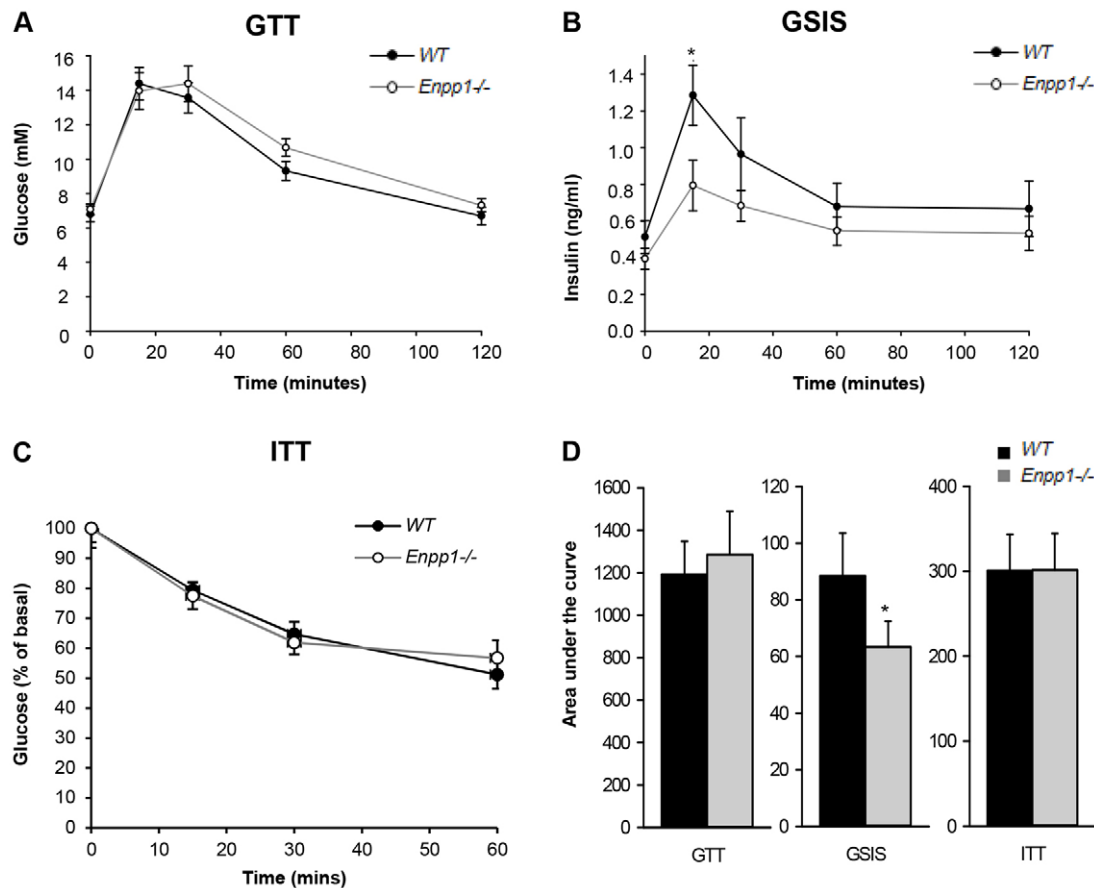 A
GTT
WT
Enpp1-/-
16
14
12
10
8
6
4
2
0
Glucose (mM)
0 20 40 60 80 100 120
Time (minutes)
B
GSIS
WT
Enpp1-/-
*
1.4
1.2
1.0
0.8
0.6
0.4
0.2
0.0
Insulin (ng/ml)
0 20 40 60 80 100 120
Time (minutes)
C
ITT
WT
Enpp1-/-
100
90
80
70
60
50
40
30
20
10
0
Glucose (% of basal)
0 15 30 45 60
Time (mins)
D
WT
Enpp1-/-
Area under the curve
1600
1400
1200
1000
800
600
400
200
0
GTT
120
100
80
60
40
20
0
*
GSIS
400
300
200
100
0
ITT